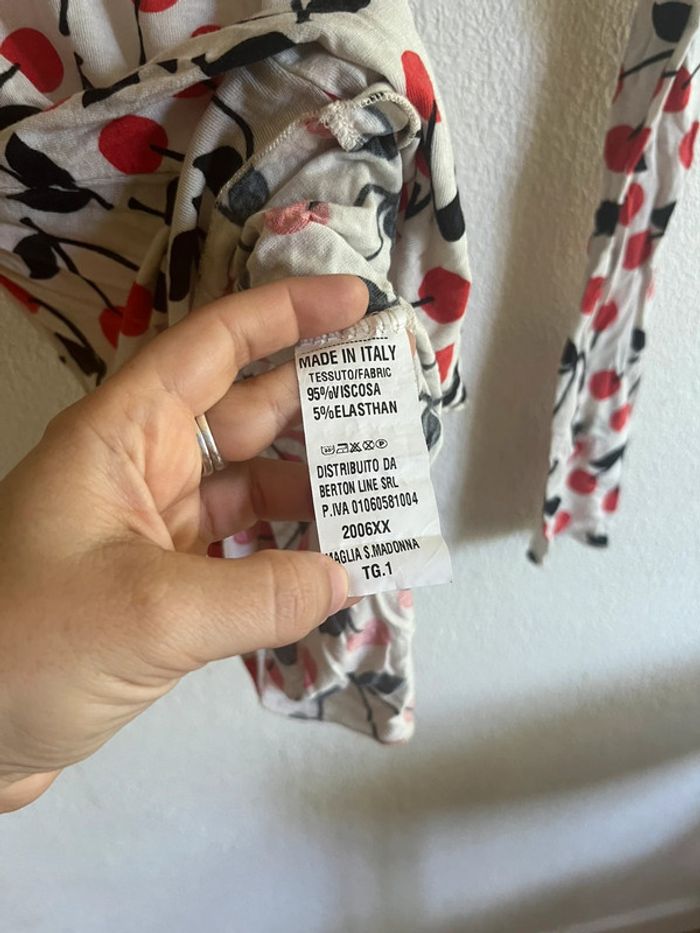 MADE IN ITALY
TESSUTO/FABRIC
95%VISCOSA
5%ELASTHAN
DISTRIBUITO DA
BERTON LINE SRL
P.IVA 01060581004
2006XX
MAGLIA S.MADONNA
TG.1